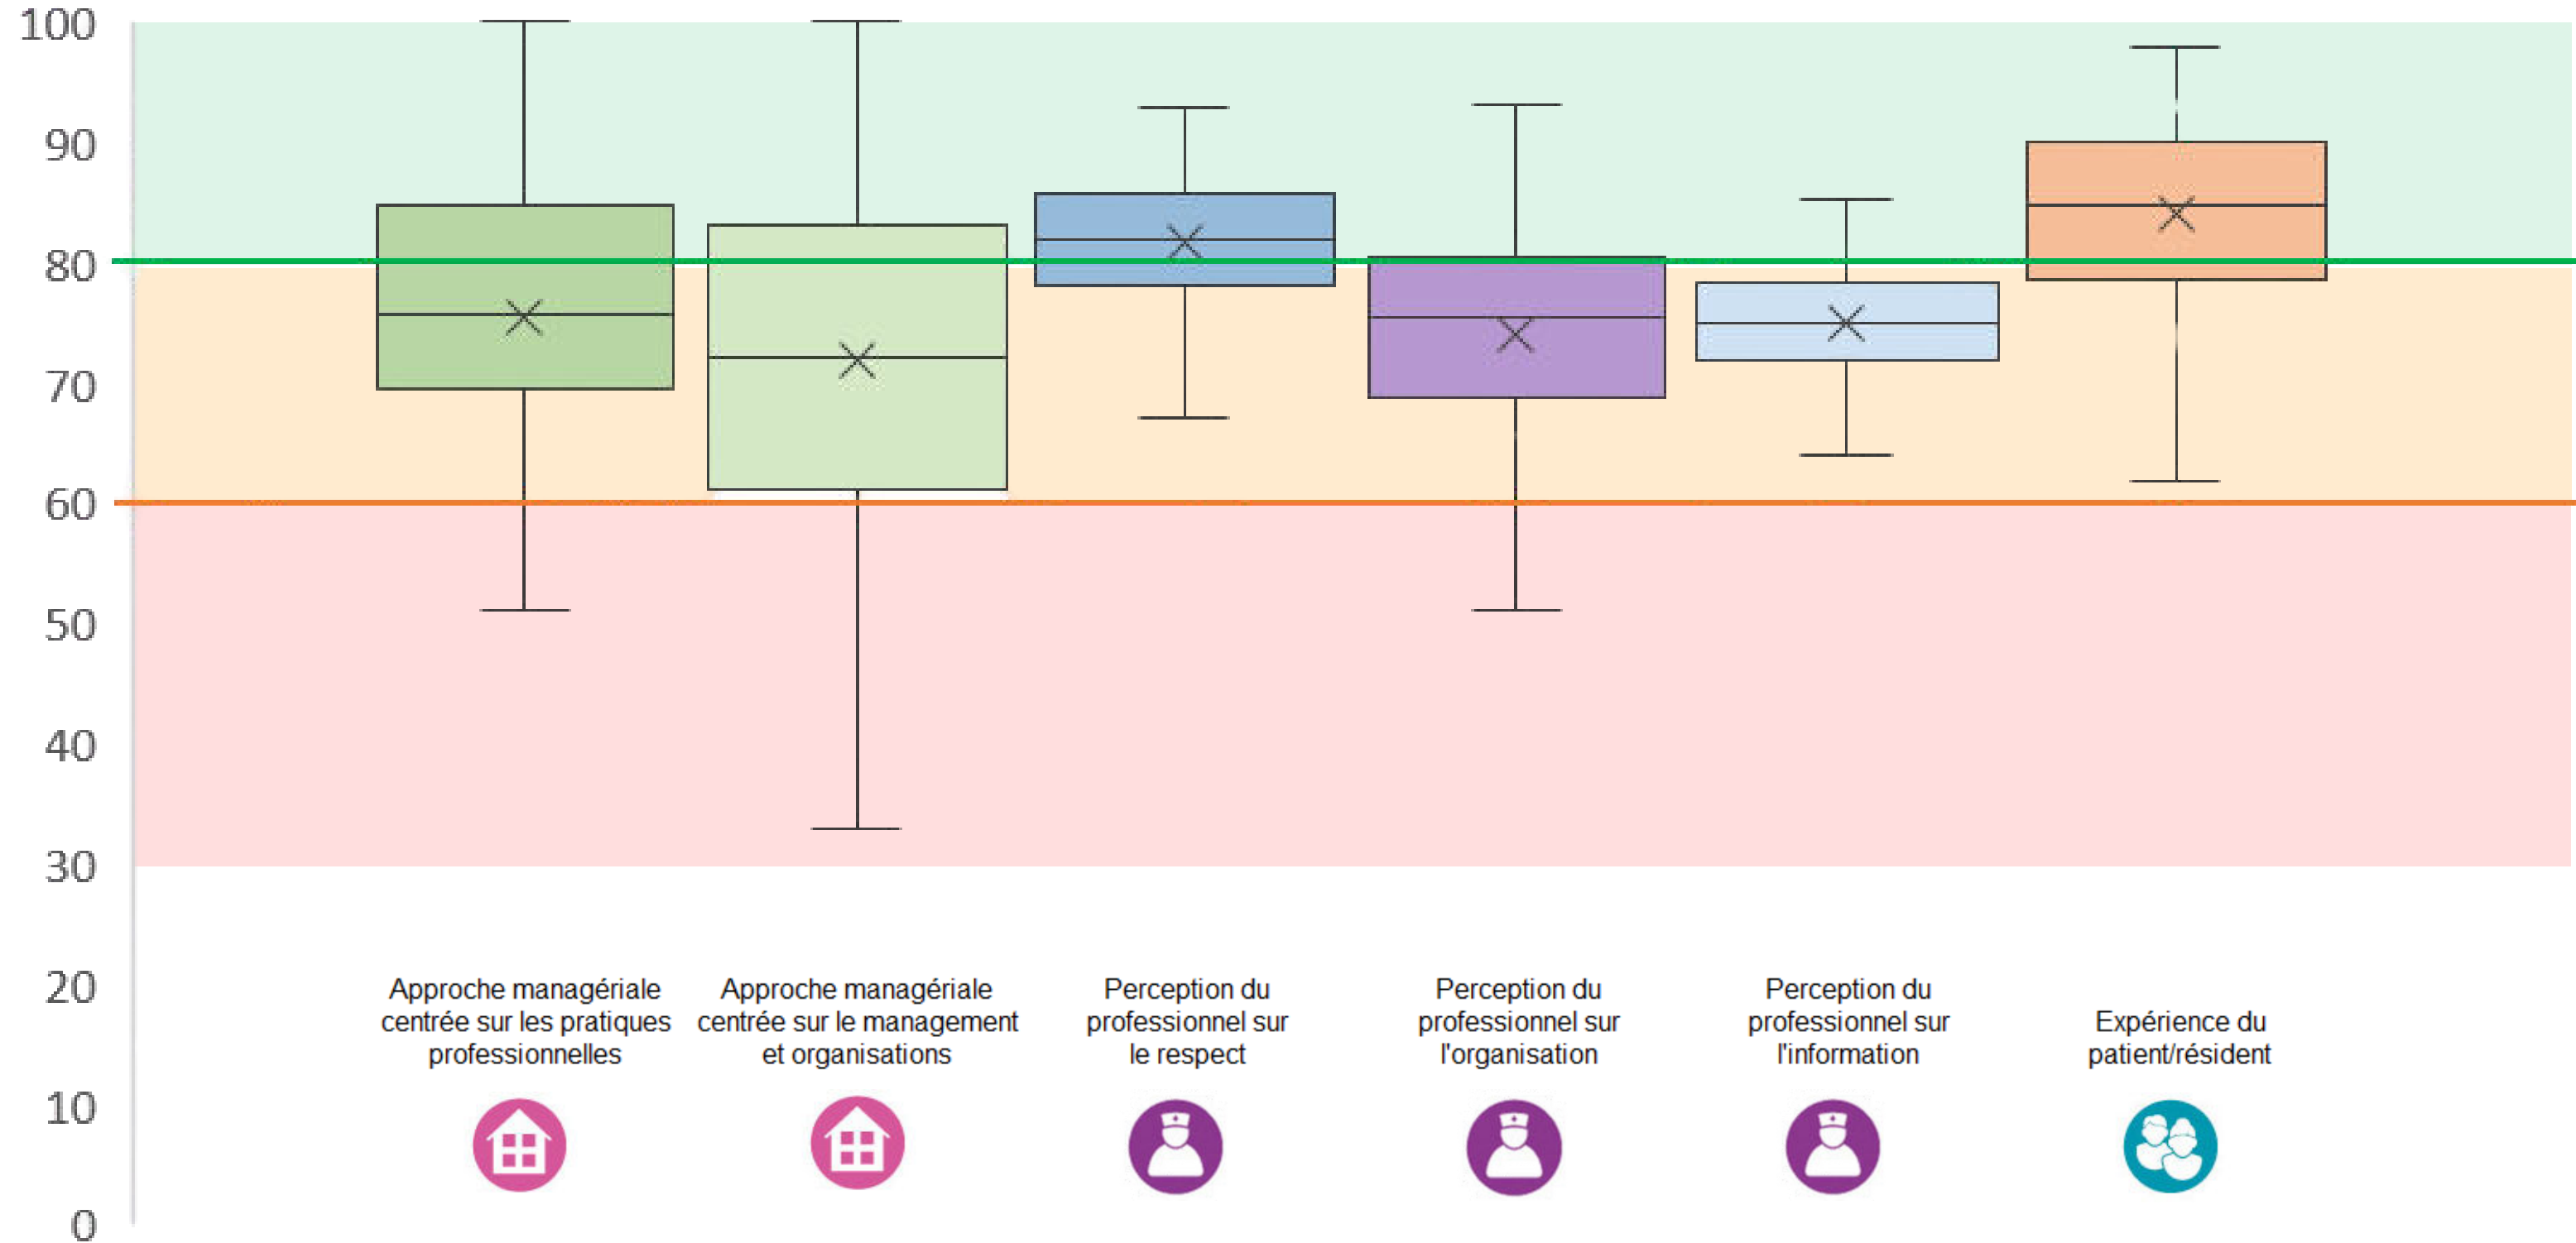 100
90
80
70
60
50
40
30
20
10
0
Approche managériale
centrée sur les pratiques
professionnelles
Approche managériale
centrée sur le management
et organisations
Perception du
professionnel sur
le respect
Perception du
professionnel sur
l'organisation
Perception du
professionnel sur
l'information
Expérience du
patient/résident